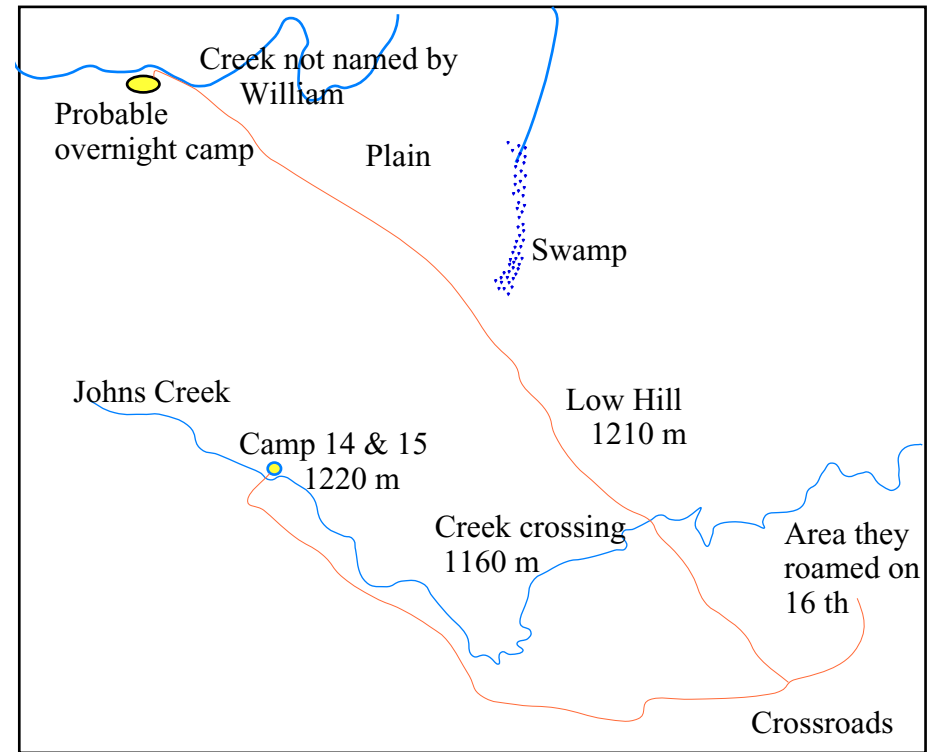 Creek not named by
William
Probable
overnight camp
Plain
Swamp
Johns Creek
Low Hill
1210 m
Camp 14 & 15
1220 m
Creek crossing
1160 m
Area they
roamed on
16 th
Crossroads